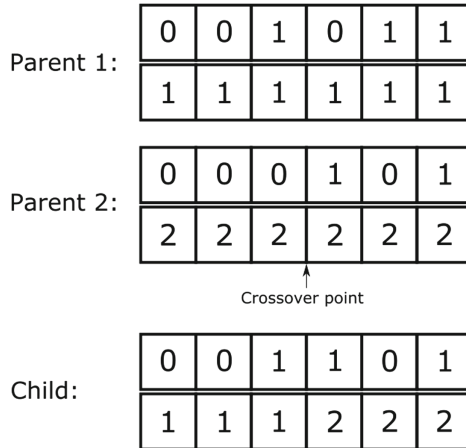 0 0 1 0 1 1
Parent 1:
1 1 1 1 1 1
0 0 0 1 0 1
Parent 2:
2 2 2 2 2 2
Crossover point
0 0 1 1 0 1
Child:
1 1 1 2 2 2